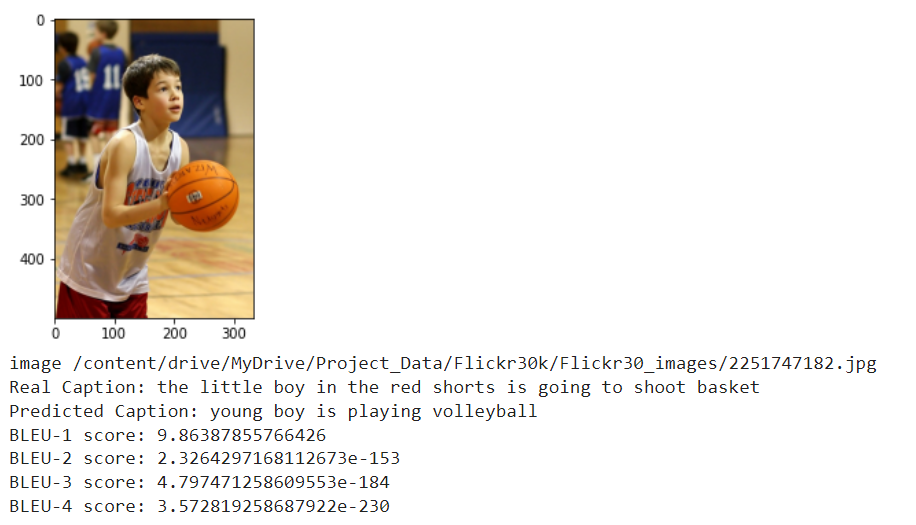 0
100
200
300
400
15
11
0 100 200 300
image /content/drive/MyDrive/Project_Data/Flickr30k/Flickr30_images/2251747182.jpg
Real Caption: the little boy in the red shorts is going to shoot basket
Predicted Caption: young boy is playing volleyball
BLEU-1 score: 9.86387855766426
BLEU-2 score: 2.3264297168112673e-153
BLEU-3 score: 4.797471258609553e-184
BLEU-4 score: 3.572819258687922e-230